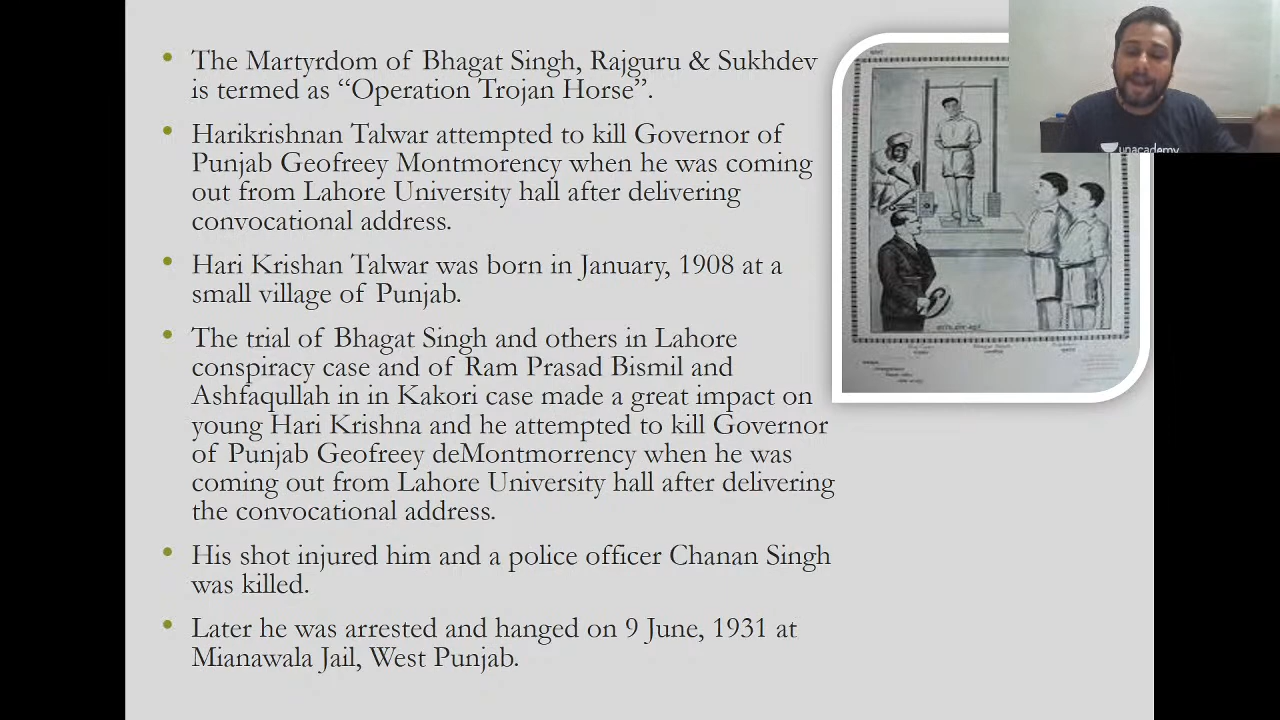 The Martyrdom of Bhagat Singh, Rajguru & Sukhdev
is termed as “Operation Trojan Horse”.
Harikrishnan Talwar attempted to kill Governor of
Punjab Geofreey Montmorency when he was coming
out from Lahore University hall after delivering
convocational address.
Hari Krishan Talwar was born in January, 1908 at a
small village of Punjab.
The trial of Bhagat Singh and others in Lahore
conspiracy case and of Ram Prasad Bismil and
Ashfaqullah in in Kakori case made a great impact on
young Hari Krishna and he attempted to kill Governor
of Punjab Geofreey deMontmorrency when he was
coming out from Lahore University hall after delivering
the convocational address.
His shot injured him and a police officer Chanan Singh
was killed.
Later he was arrested and hanged on 9 June, 1931 at
Mianawala Jail, West Punjab.
unacademy